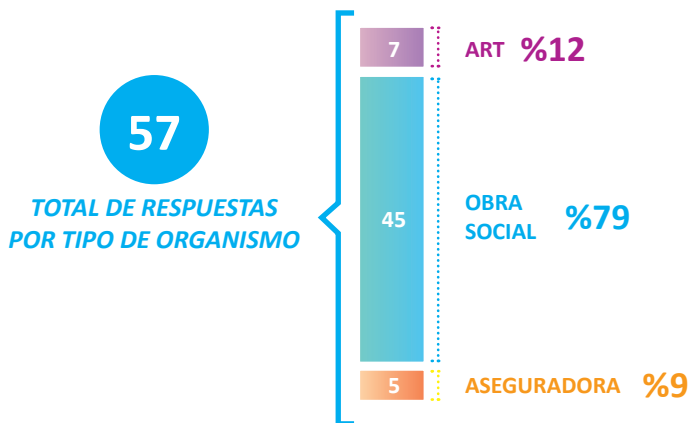 57
TOTAL DE RESPUESTAS
POR TIPO DE ORGANISMO
7
ART %12
45
OBRA
SOCIAL
%79
5
ASEGURADORA %9